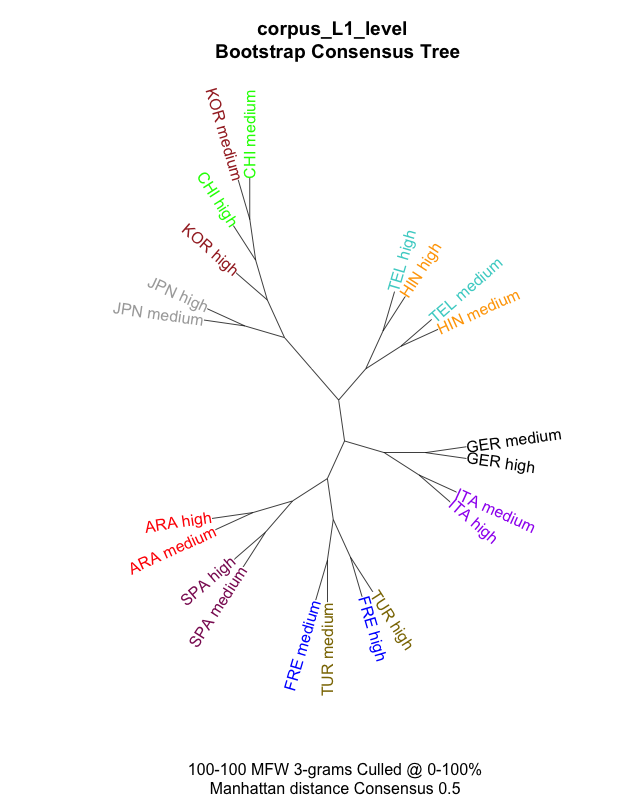 corpus_L1_level
Bootstrap Consensus Tree
KOR medium
CHI medium
CHI high
KOR high
JPN high
JPN medium
TEL high
HIN high
TEL medium
HIN medium
GER medium
GER high
ITA medium
ITA high
ARA high
ARA medium
SPA high
SPA medium
FRE medium
TUR medium
FRE high
TUR high
100-100 MFW 3-grams Culled @ 0-100%
Manhattan distance Consensus 0.5